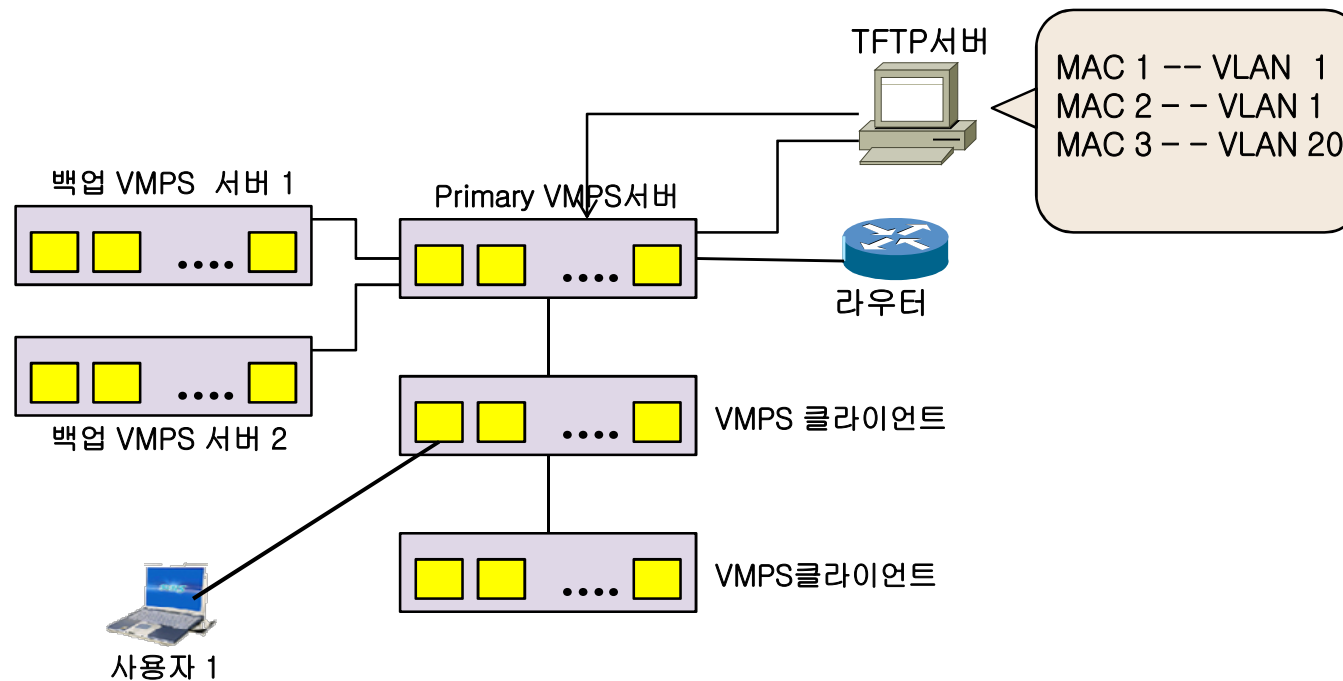 TFTP서버
MAC 1 -- VLAN 1
MAC 2 - - VLAN 1
MAC 3 - - VLAN 20
백업 VMPS 서버 1
Primary VMPS서버
라우터
백업 VMPS 서버 2
VMPS 클라이언트
VMPS클라이언트
사용자 1